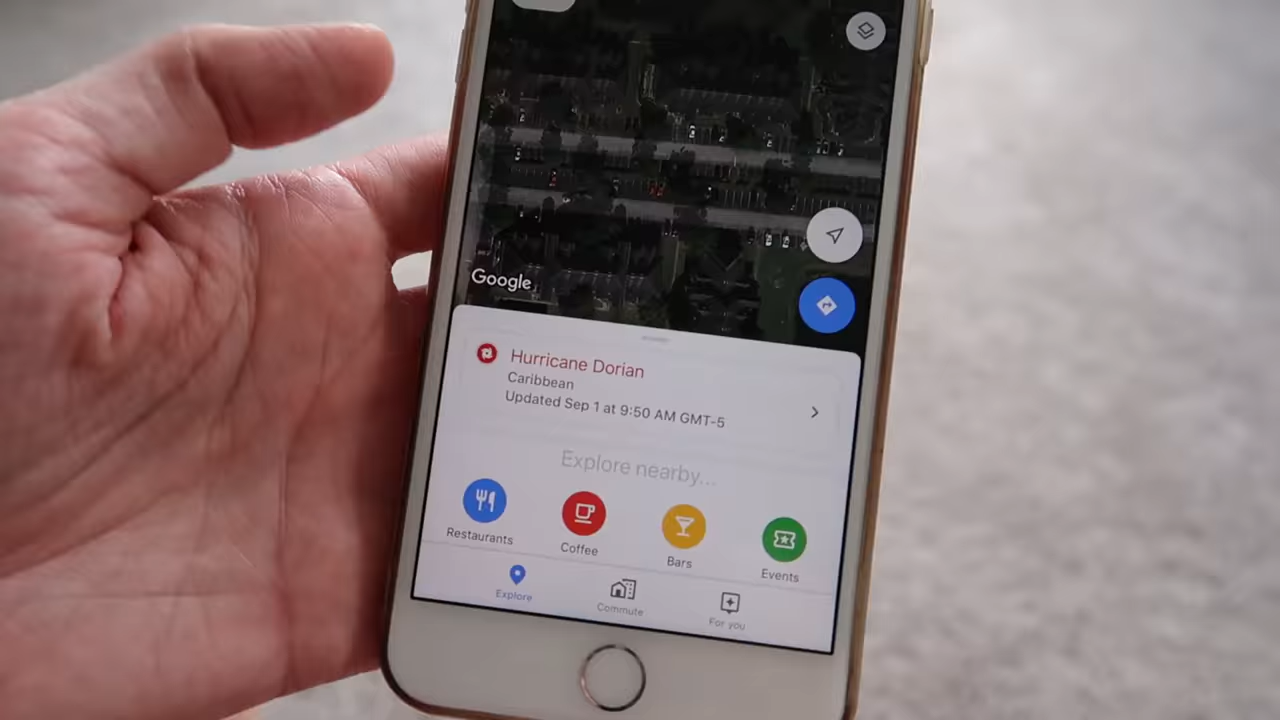 Google
Hurricane Dorian
Caribbean
Updated Sep 1 at 9:50 AM GMT-5
Explore nearby...
Restaurants
Coffee
Bars
Events
Explore
Commute
For you